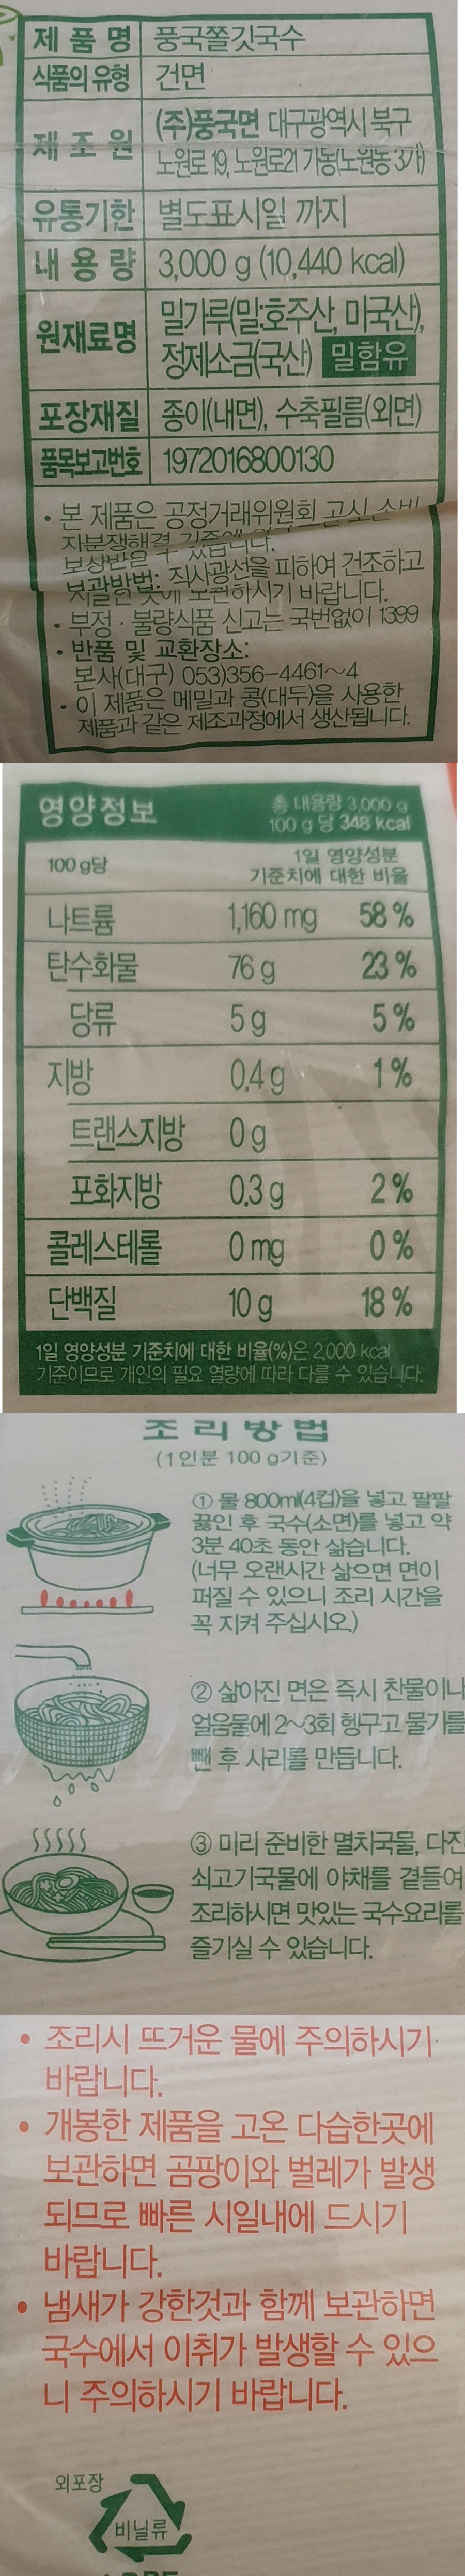 제품명 풍국쫄깃국수
식품의 유형 건면
제조원 (주)풍국면 대구광역시 북구
노원로 19, 노원로21 가동(노원동 3가)
유통기한 별도표시일 까지
내용량 3,000 g (10,440 kcal)
원재료명 밀가루(밀:호주산, 미국산),
정제소금(국산) 밀함유
포장재질 종이(내면), 수축필름(외면)
품목보고번호 1972016800130
• 본 제품은 공정거래위원회 고시 소비
자분쟁해결 기준에
보상받을 수 있습니다.
보관방법: 직사광선을 피하여 건조하고
서늘한 곳에 보관하시기 바랍니다.
• 부정·불량식품 신고는 국번없이 1399
• 반품 및 교환장소:
본사(대구) 053)356-4461~4
• 이 제품은 메밀과 콩(대두)을 사용한
제품과 같은 제조과정에서 생산됩니다.
영양정보 총 내용량 3,000 g
100 g 당 348 kcal
100 g당 1일 영양성분
기준치에 대한 비율
나트륨 1,160 mg 58 %
탄수화물 76 g 23 %
당류 5 g 5 %
지방 0.4 g 1 %
트랜스지방 0 g
포화지방 0.3 g 2 %
콜레스테롤 0 mg 0 %
단백질 10 g 18 %
1일 영양성분 기준치에 대한 비율(%)은 2,000 kcal
기준이므로 개인의 필요 열량에 따라 다를 수 있습니다.
조리방법
(1인분 100 g기준)
① 물 800ml(4컵)을 넣고 팔팔
끓인 후 국수(소면)를 넣고 약
3분 40초 동안 삶습니다.
(너무 오랜시간 삶으면 면이
퍼질 수 있으니 조리 시간을
꼭 지켜 주십시오.)
② 삶아진 면은 즉시 찬물이나
얼음물에 2~3회 헹구고 물기를
뺀 후 사리를 만듭니다.
③ 미리 준비한 멸치국물, 다진
쇠고기국물에 야채를 곁들여
조리하시면 맛있는 국수요리를
즐기실 수 있습니다.
• 조리시 뜨거운 물에 주의하시기
바랍니다.
• 개봉한 제품을 고온 다습한곳에
보관하면 곰팡이와 벌레가 발생
되므로 빠른 시일내에 드시기
바랍니다.
• 냄새가 강한것과 함께 보관하면
국수에서 이취가 발생할 수 있으
니 주의하시기 바랍니다.
외포장
비닐류